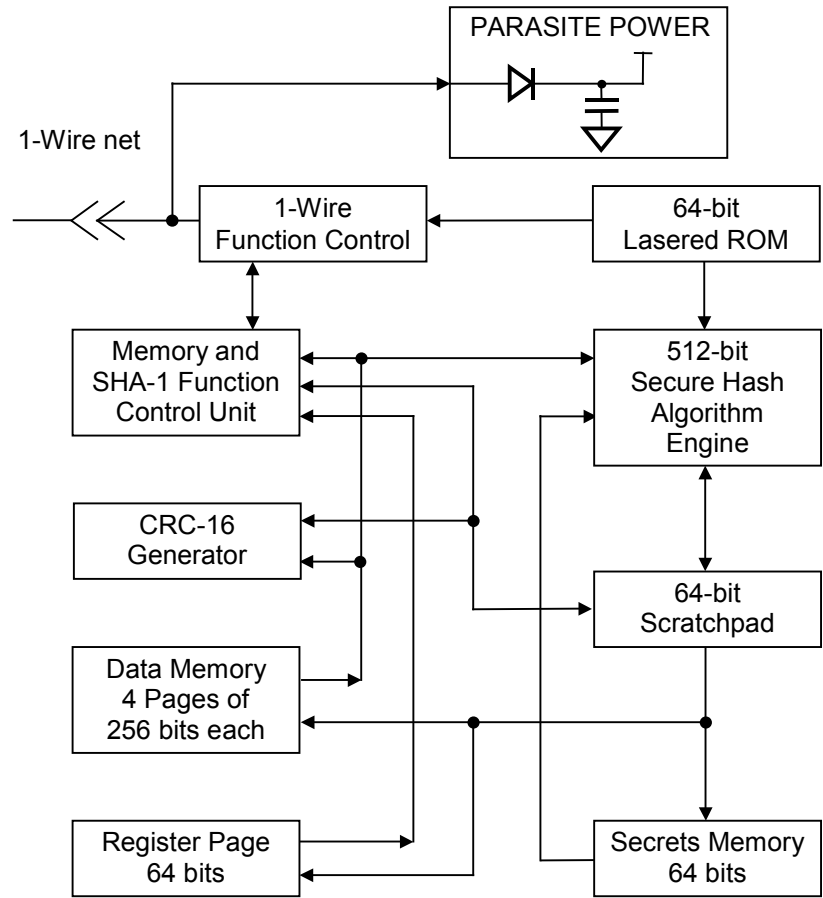 PARASITE POWER
1-Wire net
1-Wire
Function Control
64-bit
Lasered ROM
Memory and
SHA-1 Function
Control Unit
512-bit
Secure Hash
Algorithm
Engine
CRC-16
Generator
64-bit
Scratchpad
Data Memory
4 Pages of
256 bits each
Register Page
64 bits
Secrets Memory
64 bits